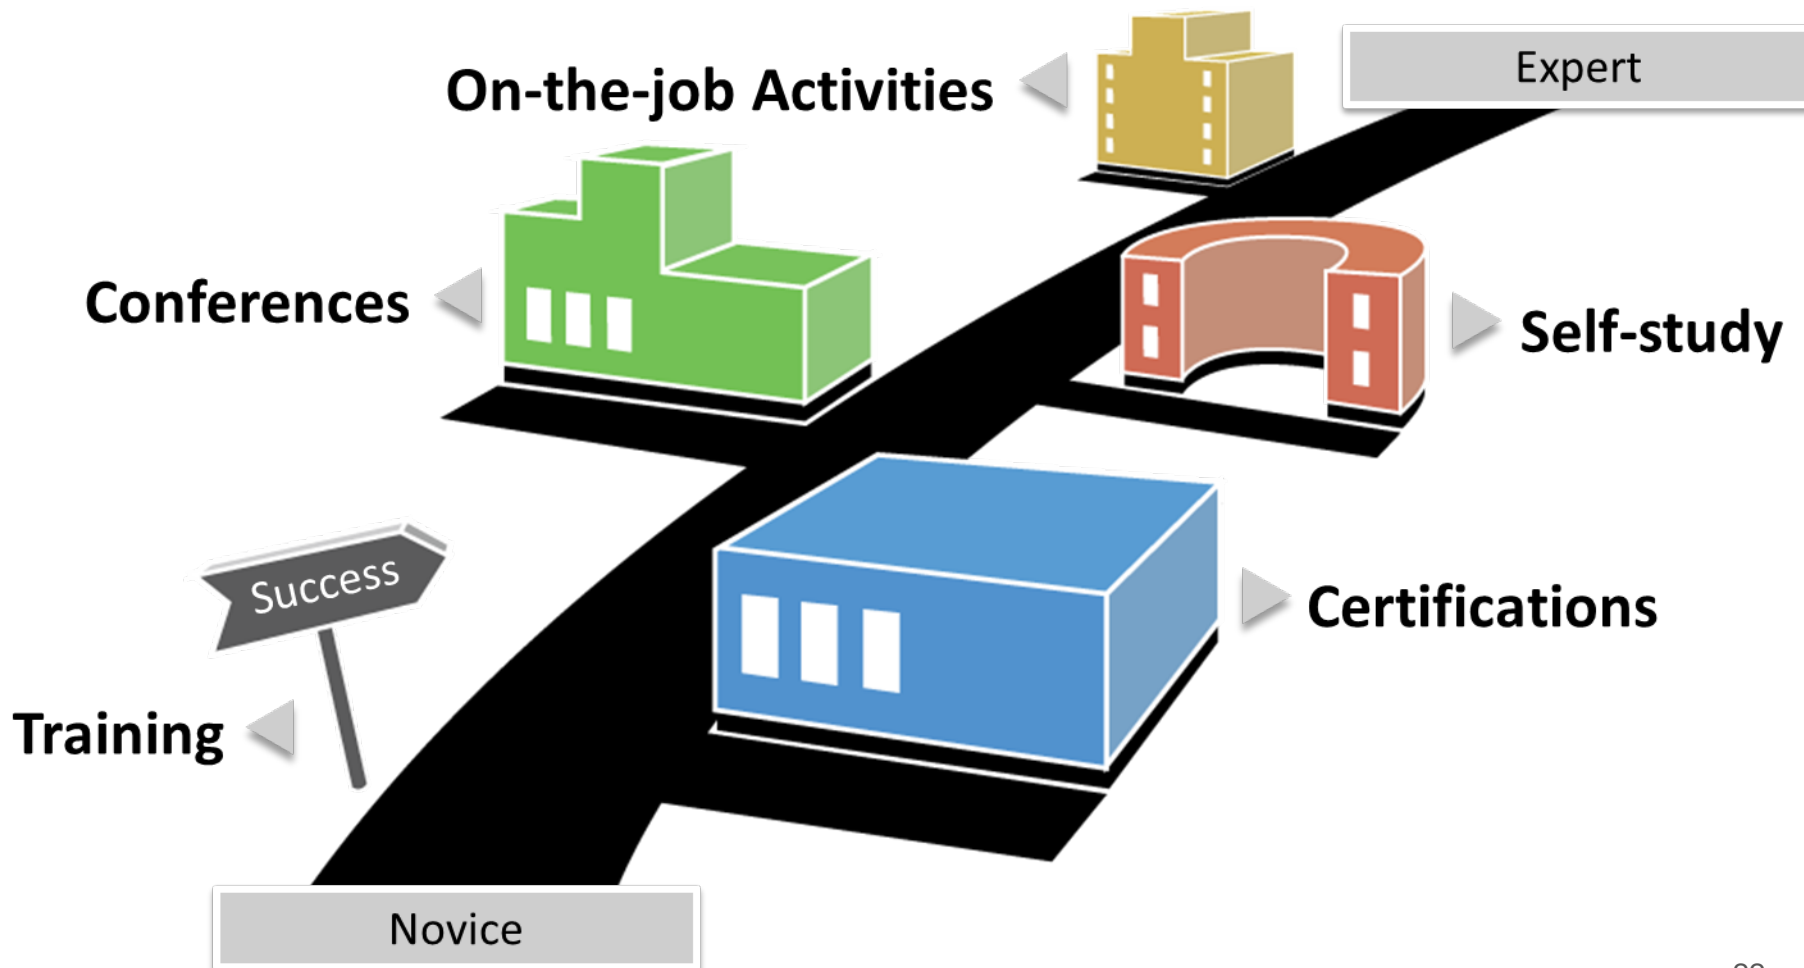 On-the-job Activities
Expert
Conferences
Self-study
Success
Certifications
Training
Novice